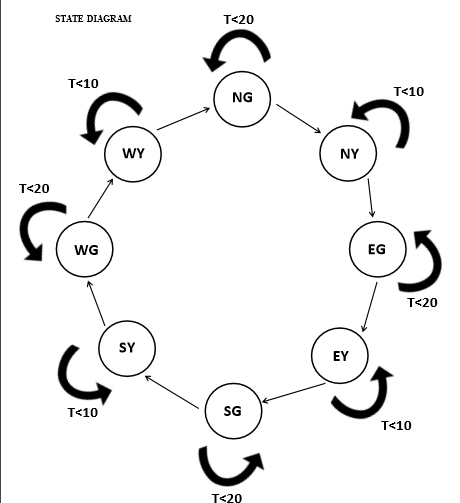 STATE DIAGRAM
T<20
NG
T<10
WY
T<10
NY
T<20
WG
EG
T<20
SY
T<10
EY
T<10
SG
T<20